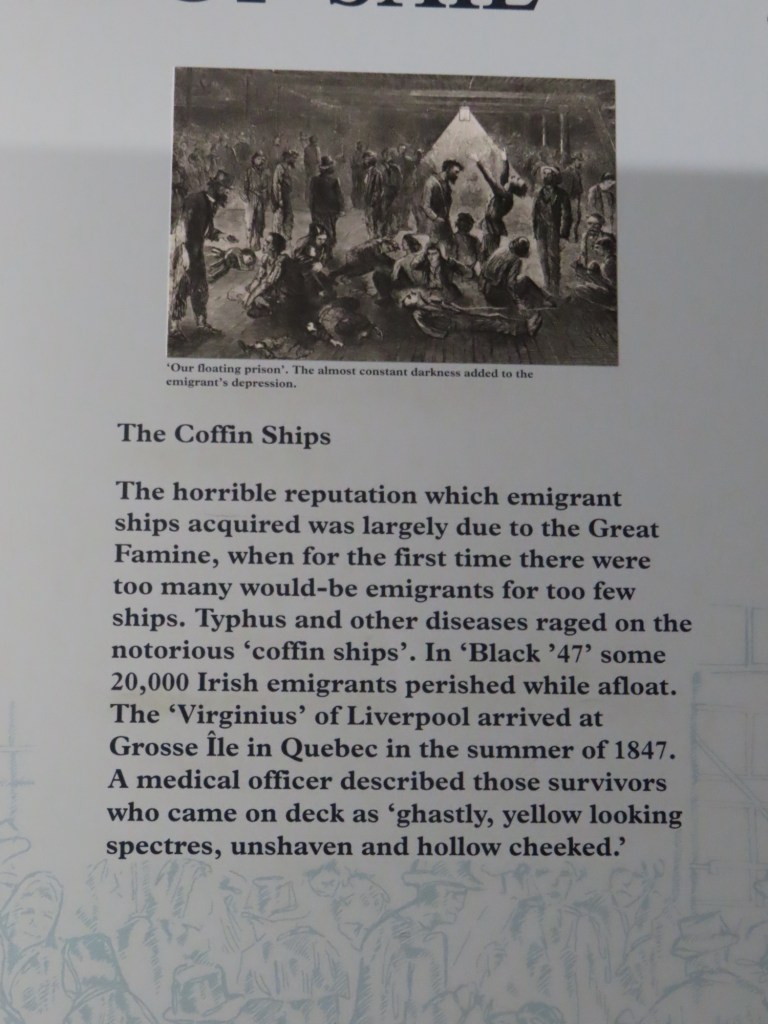 OF SAIL
'Our floating prison'. The almost constant darkness added to the
emigrant's depression.
The Coffin Ships
The horrible reputation which emigrant
ships acquired was largely due to the Great
Famine, when for the first time there were
too many would-be emigrants for too few
ships. Typhus and other diseases raged on the
notorious ‘coffin ships’. In ‘Black ’47’ some
20,000 Irish emigrants perished while afloat.
The ‘Virginius’ of Liverpool arrived at
Grosse Île in Quebec in the summer of 1847.
A medical officer described those survivors
who came on deck as ‘ghastly, yellow looking
spectres, unshaven and hollow cheeked.’